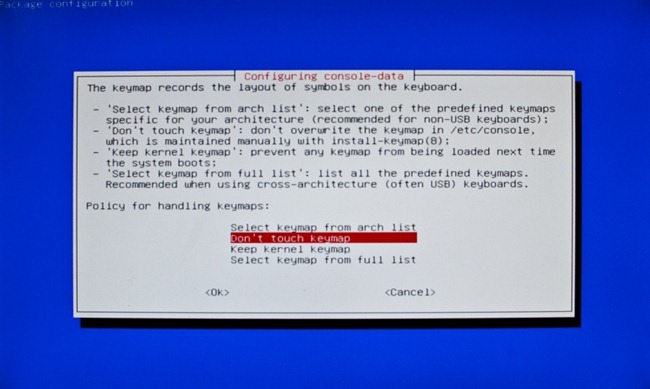 Package configuration
Configuring console-data
The keymap records the layout of symbols on the keyboard.
- 'Select keymap from arch list': select one of the predefined keymaps
specific for your architecture (recommended for non-USB keyboards);
- 'Don't touch keymap': don't overwrite the keymap in /etc/console,
which is maintained manually with install-keymap(8);
- 'Keep kernel keymap': prevent any keymap from being loaded next time
the system boots;
- 'Select keymap from full list': list all the predefined keymaps.
Recommended when using cross-architecture (often USB) keyboards.
Policy for handling keymaps:
Select keymap from arch list
Don't touch keymap
Keep kernel keymap
Select keymap from full list
<Ok> <Cancel>